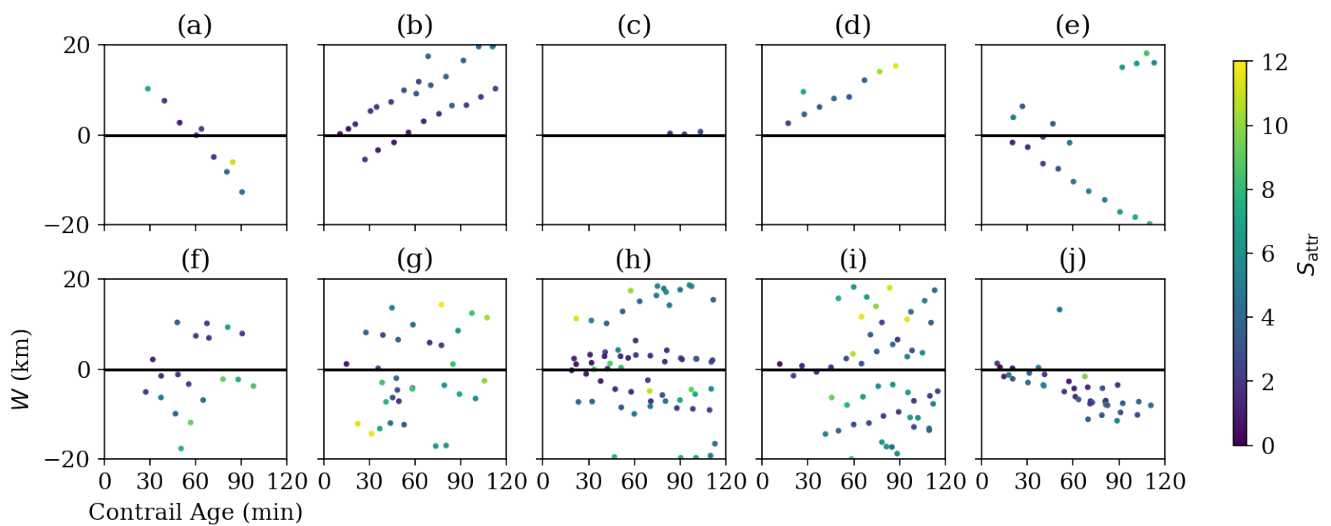 (a) (b) (c) (d) (e)
20
0
−20
0 2 4 6 8 10 12
S_attr
(f) (g) (h) (i) (j)
20
0
−20
W (km)
0 30 60 90 120 0 30 60 90 120 0 30 60 90 120 0 30 60 90 120 0 30 60 90 120
Contrail Age (min)